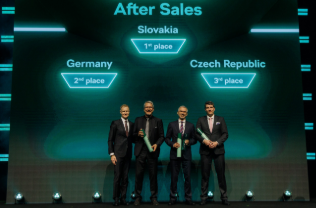 After Sales
Slovakia
1st place
Germany
2nd place
Czech Republic
3rd place